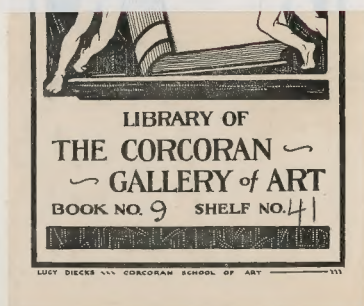 LIBRARY OF
THE CORCORAN
GALLERY of ART
BOOK NO. 9 SHELF NO. 41
LUCY DIECKS CORCORAN SCHOOL OF ART